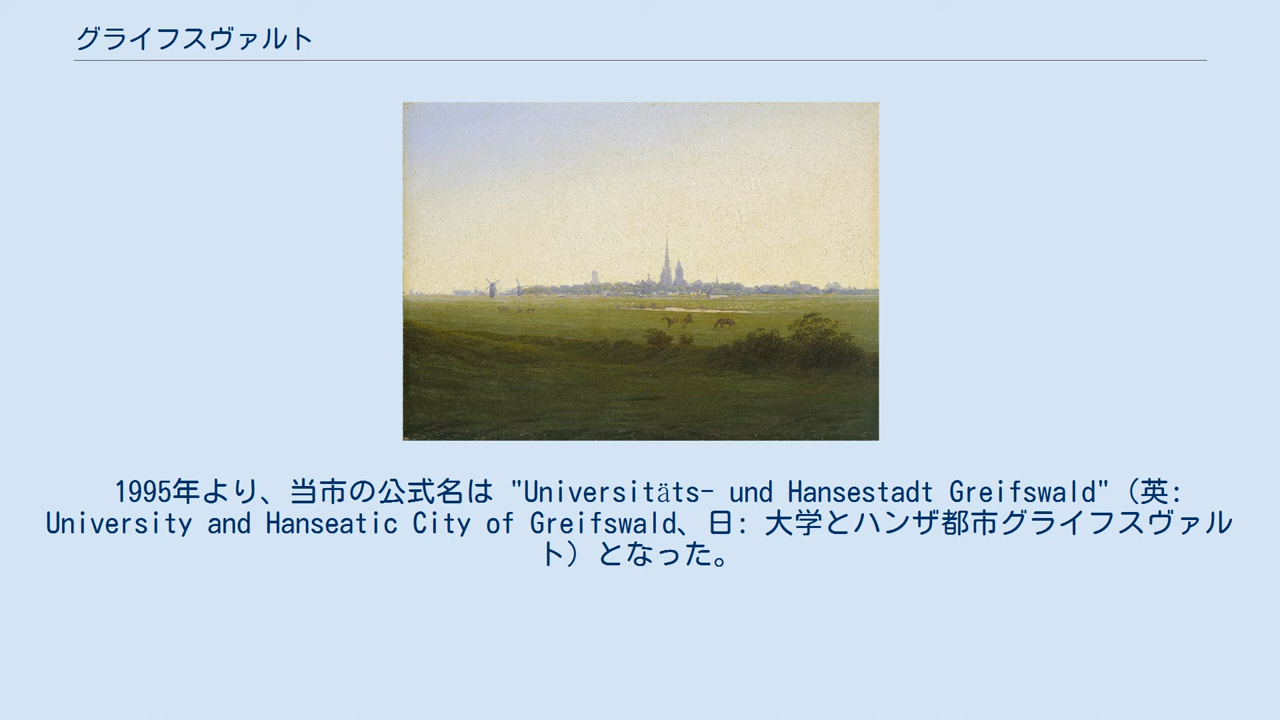 グライフスヴァルト
1995年より、当市の公式名は "Universitäts- und Hansestadt Greifswald"（英:
University and Hanseatic City of Greifswald、日: 大学とハンザ都市グライフスヴァル
ト）となった。